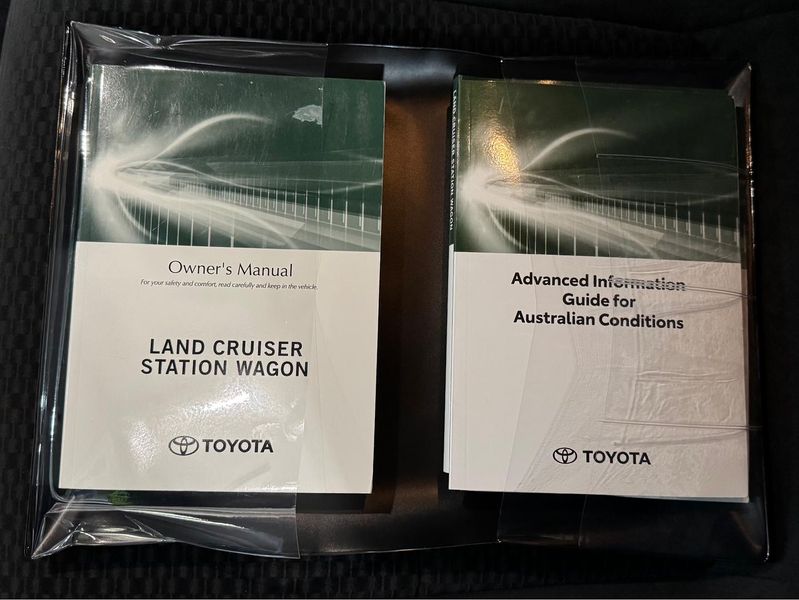 Owner's Manual
For your safety and comfort, read carefully and keep in the vehicle.
LAND CRUISER
STATION WAGON
TOYOTA
LAND CRUISER STATION WAGON
Advanced Information
Guide for
Australian Conditions
TOYOTA